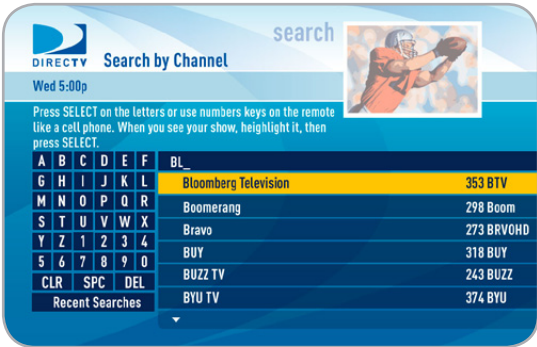 search
DIRECTV Search by Channel
Wed 5:00p
Press SELECT on the letters or use numbers keys on the remote
like a cell phone. When you see your show, heighlight it, then
press SELECT.
A B C D E F
BL_
G H I J K L
Bloomberg Television 353 BTV
M N O P Q R
Boomerang 298 Boom
S T U V W X
Bravo 273 BRVOHD
Y Z 1 2 3 4
BUY 318 BUY
5 6 7 8 9 0
BUZZ TV 243 BUZZ
CLR SPC DEL
BYU TV 374 BYU
Recent Searches